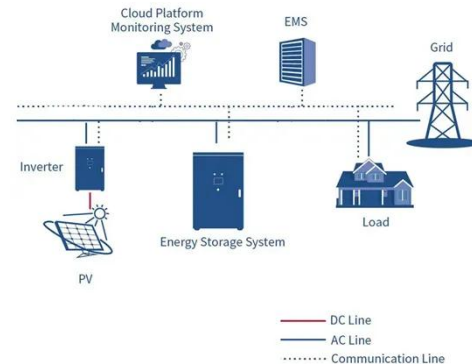 Cloud Platform
Monitoring System
EMS
Grid
Inverter
Energy Storage System
Load
PV
DC Line
AC Line
Communication Line